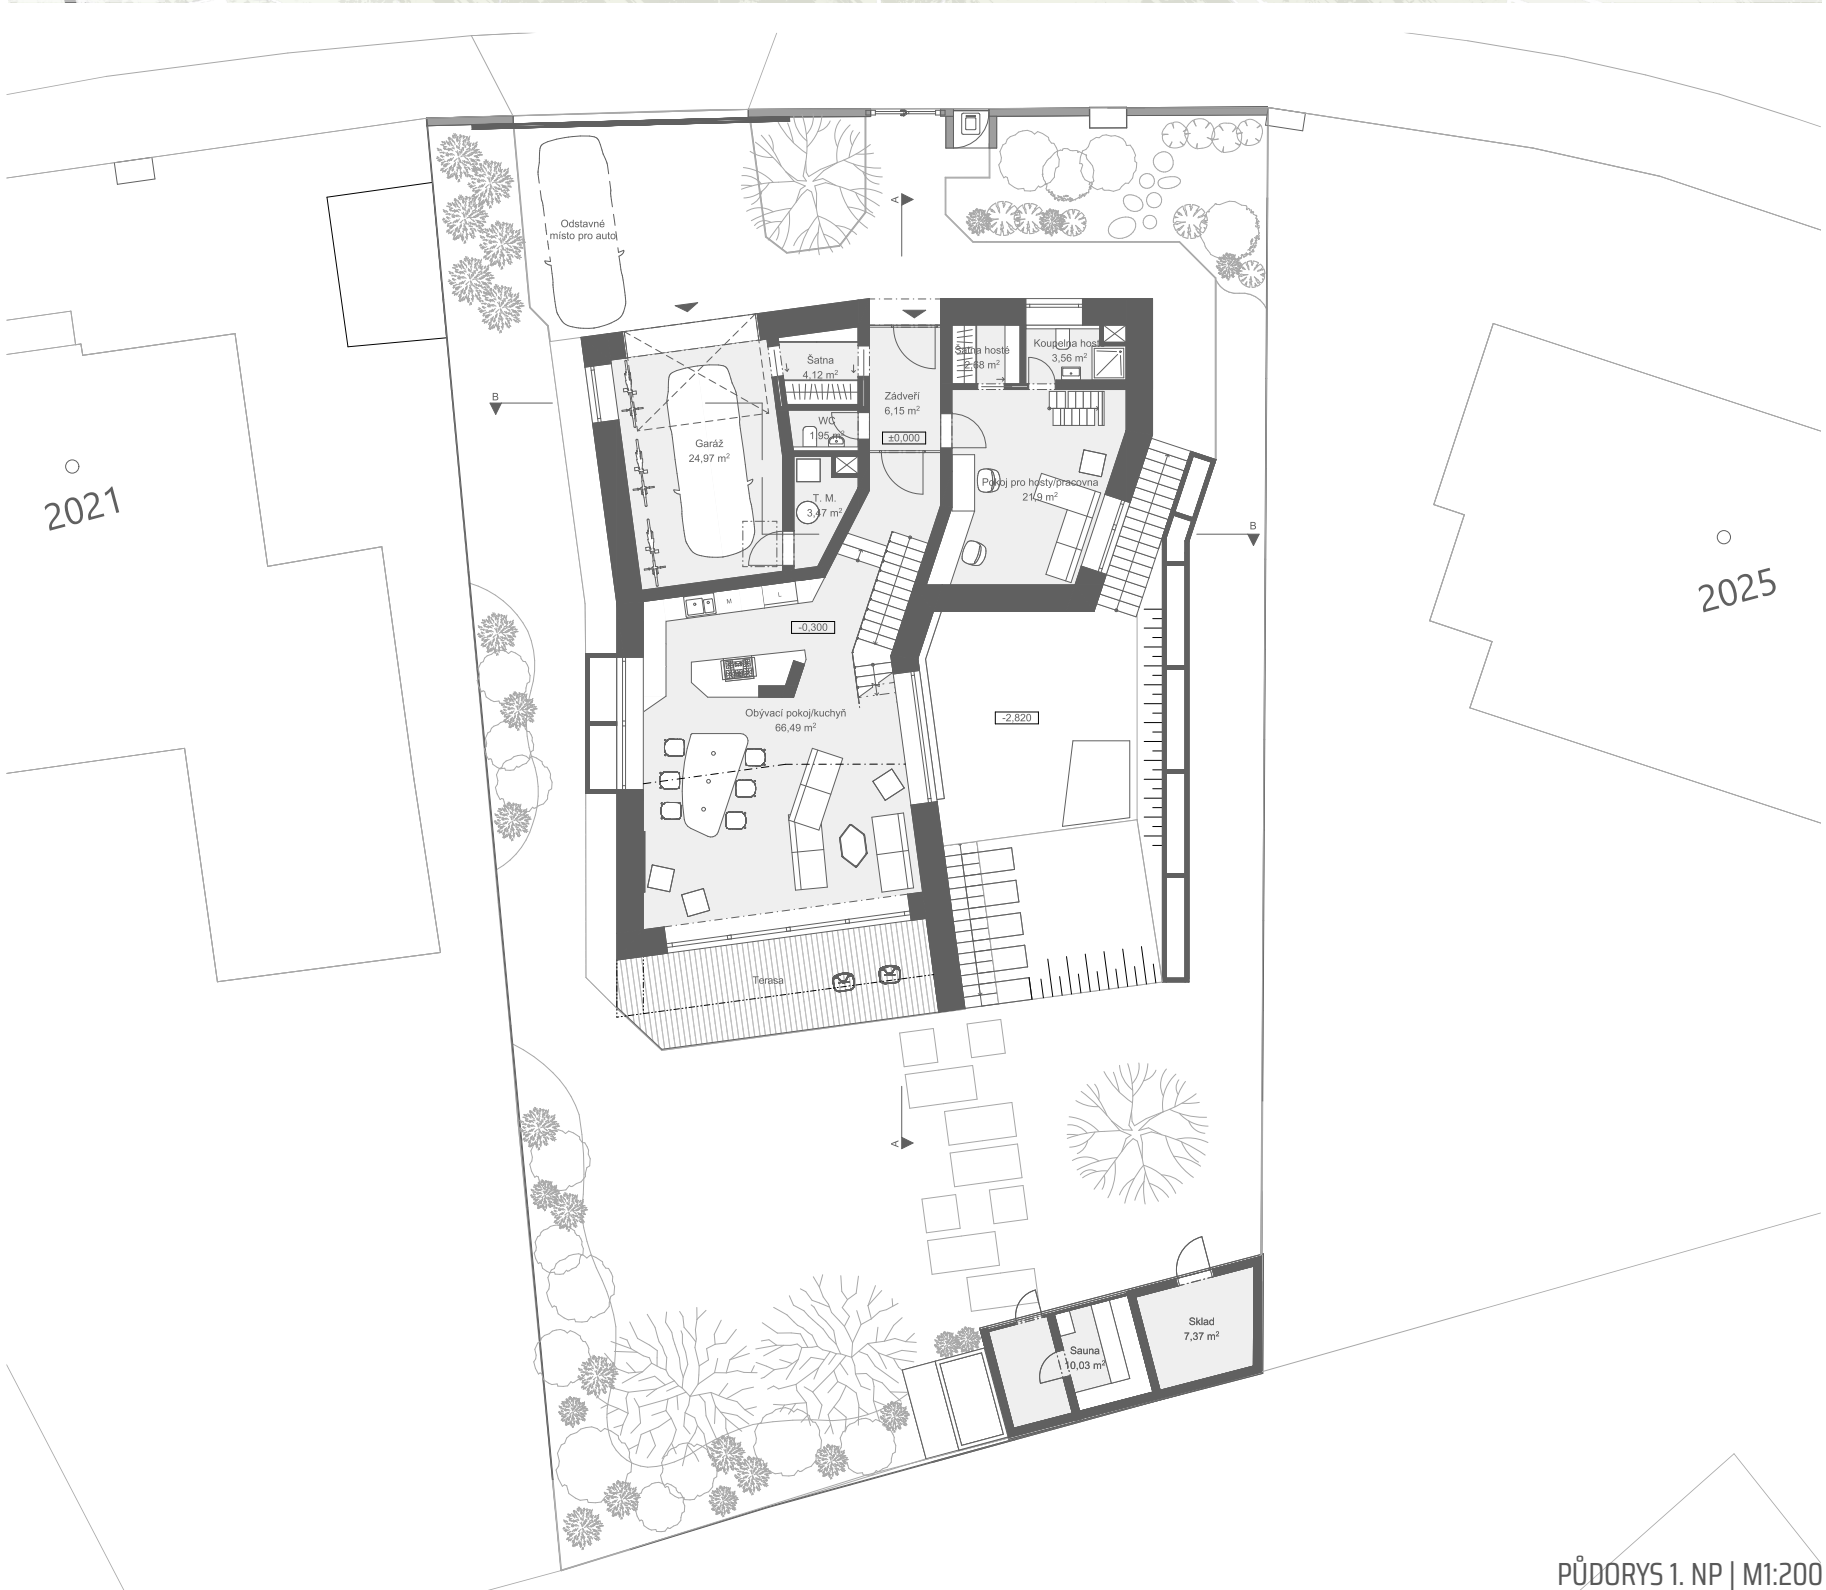 Odstavné
místo pro auto
A
Šatna
4,12 m²
Šatna hosté
2,68 m²
Koupelna hosté
3,56 m²
Zádveří
6,15 m²
±0,000
B
WC
1,95 m²
Garáž
24,97 m²
2021
T. M.
3,47 m²
Pokoj pro hosty/pracovna
21,9 m²
B
2025
M
L
-0,300
Obývací pokoj/kuchyň
66,49 m²
-2,820
Terasa
A
Sklad
7,37 m²
Sauna
10,03 m²
PŮDORYS 1. NP | M1:200